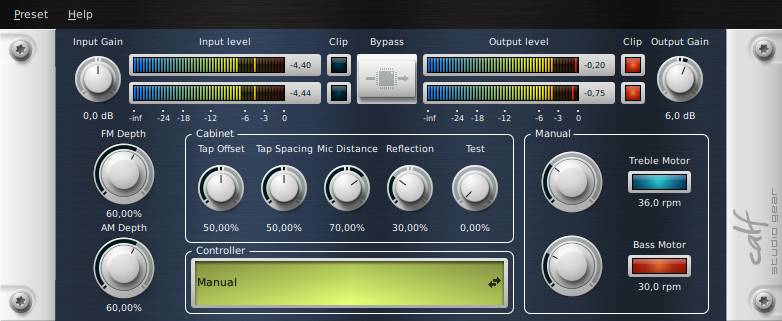 Preset Help
Input Gain Input level Clip Bypass Output level Clip Output Gain
-4,40 -0,20
-4,44 -0,75
0,0 dB -inf -24 -18 -12 -6 -3 0 -inf -24 -18 -12 -6 -3 0 6,0 dB
FM Depth Cabinet Manual
Tap Offset Tap Spacing Mic Distance Reflection Test
Treble Motor
60,00% 36,0 rpm
AM Depth 50,00% 50,00% 70,00% 30,00% 0,00%
Controller Bass Motor
Manual
60,00% 30,0 rpm
calf
studio gear